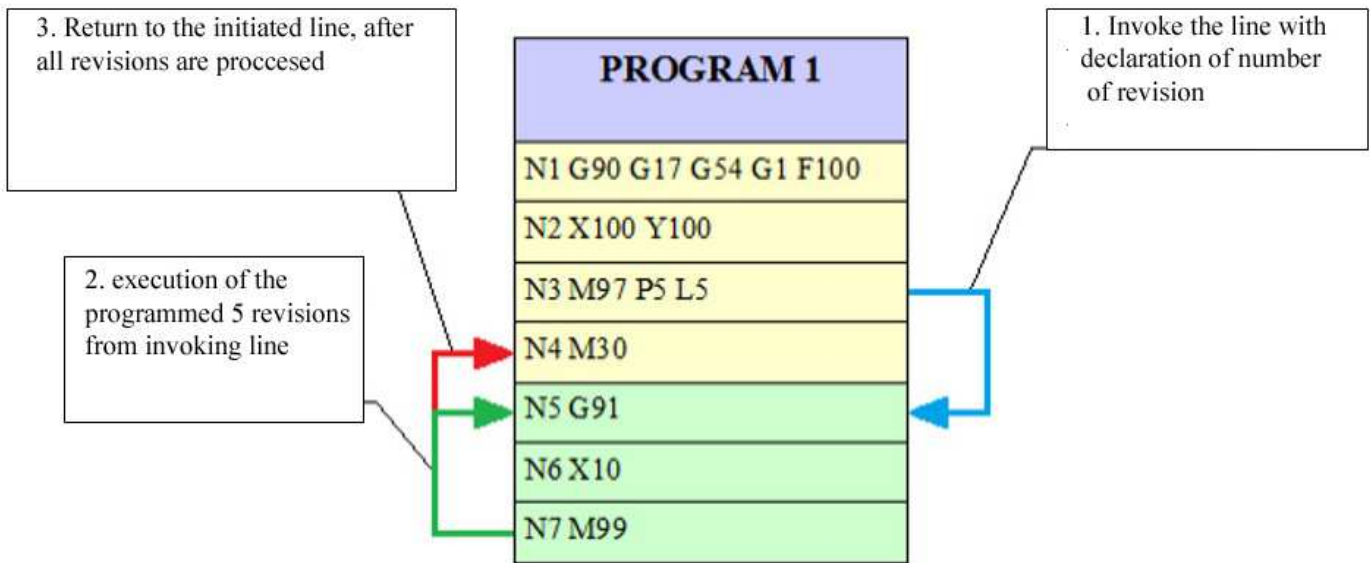 3. Return to the initiated line, after
all revisions are proccesed
PROGRAM 1
1. Invoke the line with
declaration of number
of revision
N1 G90 G17 G54 G1 F100
N2 X100 Y100
2. execution of the
programmed 5 revisions
from invoking line
N3 M97 P5 L5
N4 M30
N5 G91
N6 X10
N7 M99